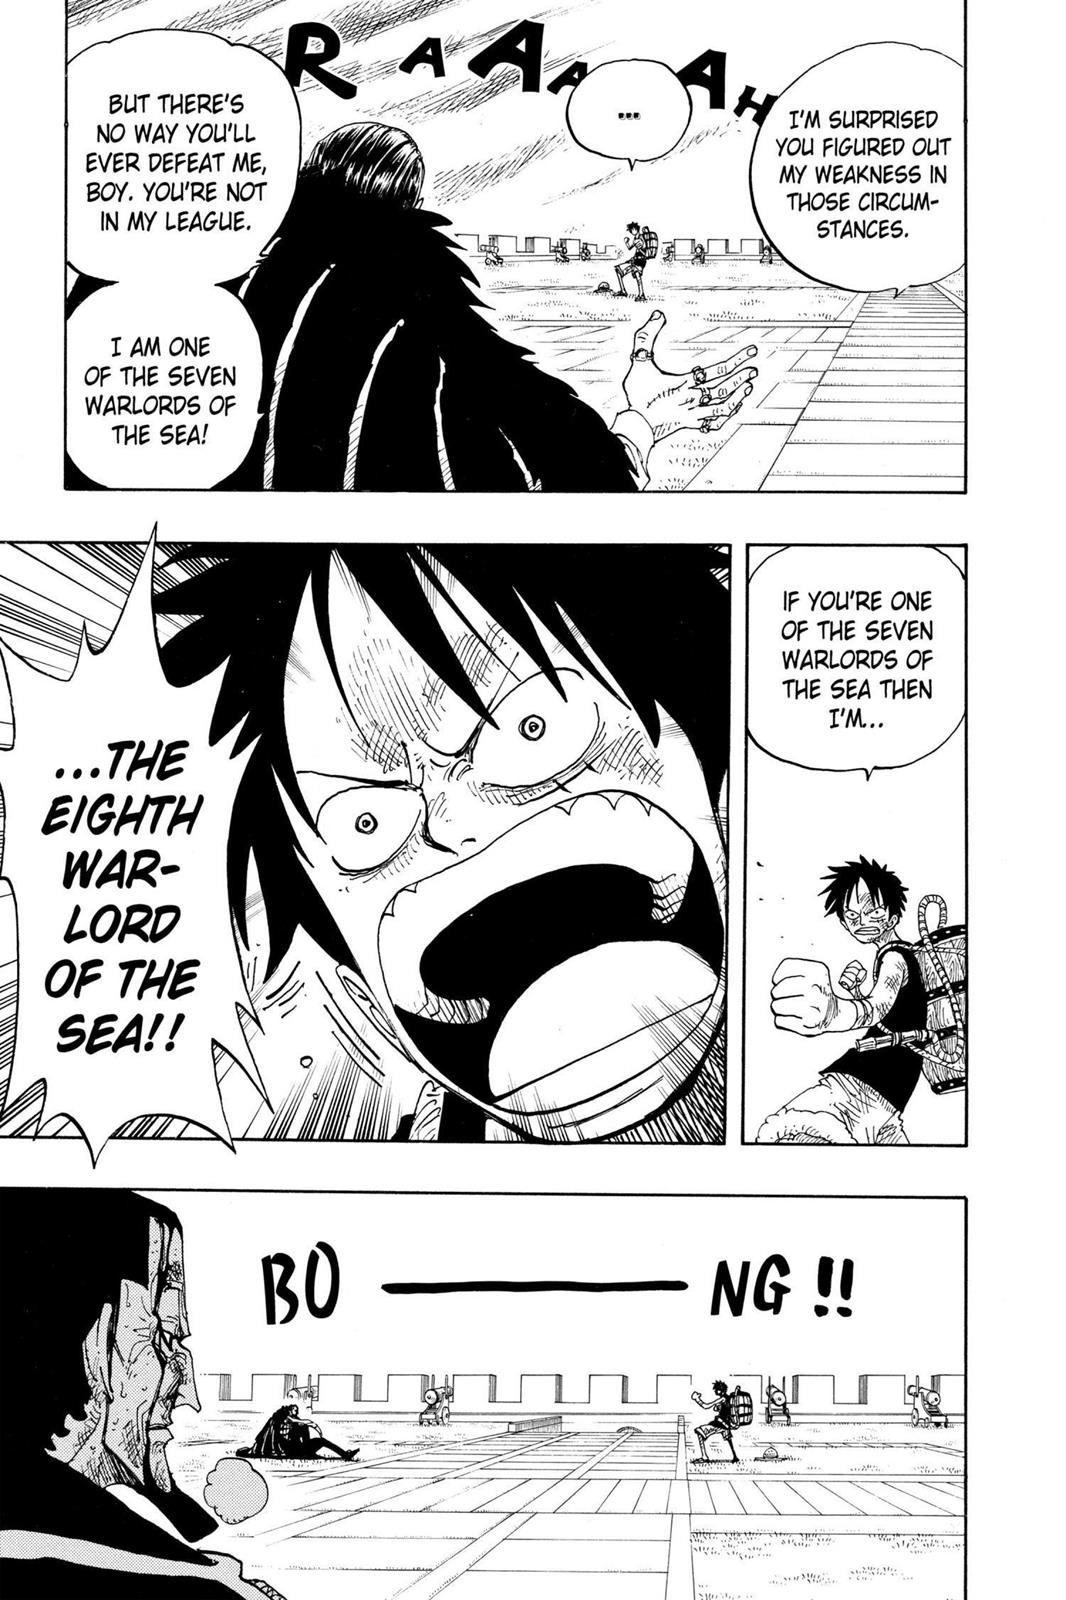 RAAAAAH
I'M SURPRISED
YOU FIGURED OUT
MY WEAKNESS IN
THOSE CIRCUM-
STANCES.
...
BUT THERE'S
NO WAY YOU'LL
EVER DEFEAT ME,
BOY. YOU'RE NOT
IN MY LEAGUE.
I AM ONE
OF THE SEVEN
WARLORDS OF
THE SEA!
IF YOU'RE ONE
OF THE SEVEN
WARLORDS OF
THE SEA THEN
I'M...
...THE
EIGHTH
WAR-
LORD
OF THE
SEA!!
BO——NG!!